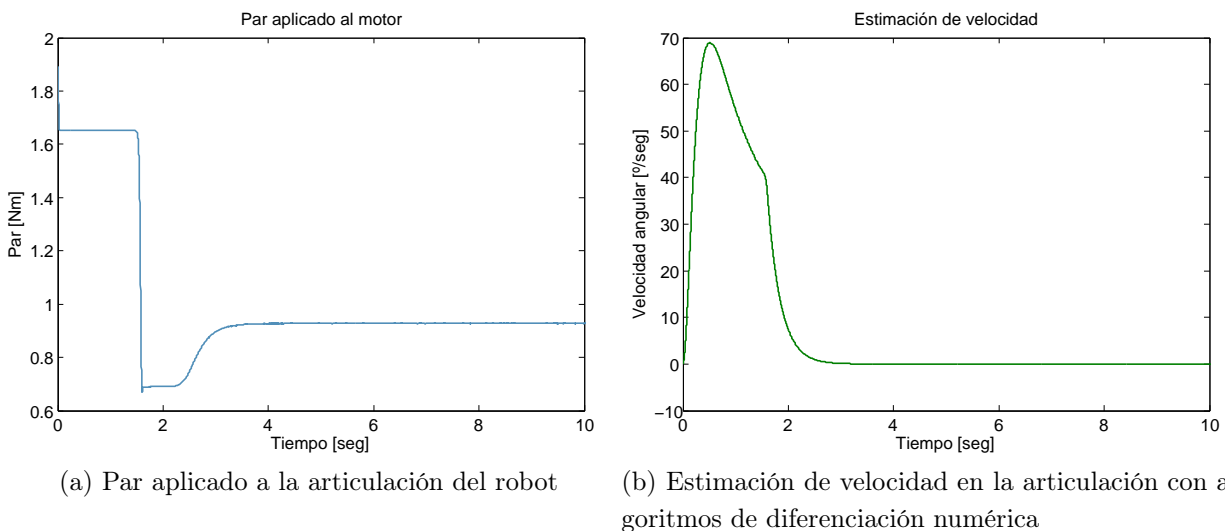 Par aplicado al motor
2
1.8
1.6
1.4
1.2
1
0.8
0.6
0 2 4 6 8 10
Par [Nm]
Tiempo [seg]
(a) Par aplicado a la articulación del robot
Estimación de velocidad
70
60
50
40
30
20
10
0
−10
0 2 4 6 8 10
Velocidad angular [º/seg]
Tiempo [seg]
(b) Estimación de velocidad en la articulación con a
goritmos de diferenciación numérica